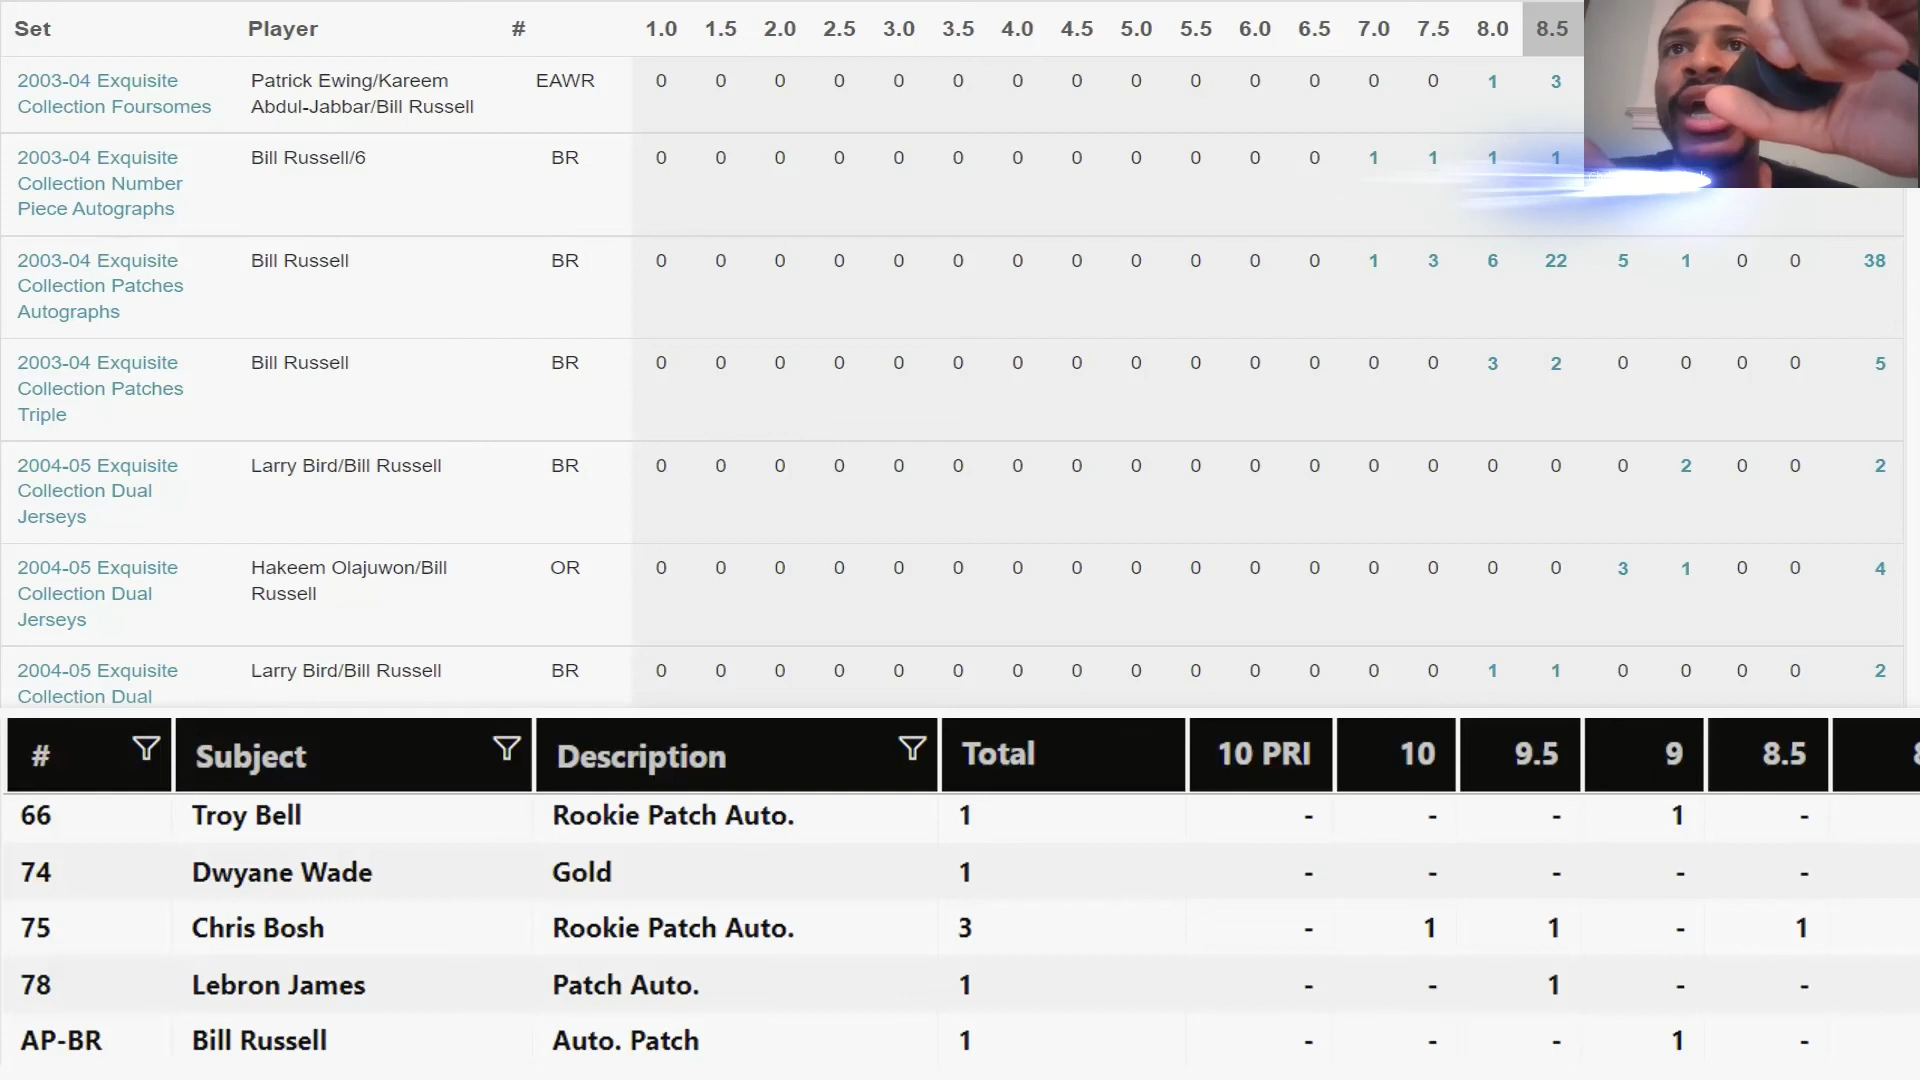 Set Player # 1.0 1.5 2.0 2.5 3.0 3.5 4.0 4.5 5.0 5.5 6.0 6.5 7.0 7.5 8.0 8.5
2003-04 Exquisite Patrick Ewing/Kareem EAWR 0 0 0 0 0 0 0 0 0 0 0 0 0 0 1 3
Collection Foursomes Abdul-Jabbar/Bill Russell
2003-04 Exquisite Bill Russell/6 BR 0 0 0 0 0 0 0 0 0 0 0 0 1 1 1 1
Collection Number
Piece Autographs
2003-04 Exquisite Bill Russell BR 0 0 0 0 0 0 0 0 0 0 0 0 1 3 6 22 5 1 0 0 38
Collection Patches
Autographs
2003-04 Exquisite Bill Russell BR 0 0 0 0 0 0 0 0 0 0 0 0 0 0 3 2 0 0 0 0 5
Collection Patches
Triple
2004-05 Exquisite Larry Bird/Bill Russell BR 0 0 0 0 0 0 0 0 0 0 0 0 0 0 0 0 0 2 0 0 2
Collection Dual
Jerseys
2004-05 Exquisite Hakeem Olajuwon/Bill OR 0 0 0 0 0 0 0 0 0 0 0 0 0 0 0 0 3 1 0 0 4
Collection Dual Russell
Jerseys
2004-05 Exquisite Larry Bird/Bill Russell BR 0 0 0 0 0 0 0 0 0 0 0 0 0 0 1 1 0 0 0 0 2
Collection Dual
# Subject Description Total 10 PRI 10 9.5 9 8.5
66 Troy Bell Rookie Patch Auto. 1 - - - 1 -
74 Dwyane Wade Gold 1 - - - - -
75 Chris Bosh Rookie Patch Auto. 3 - 1 1 - 1
78 Lebron James Patch Auto. 1 - - 1 - -
AP-BR Bill Russell Auto. Patch 1 - - - 1 -